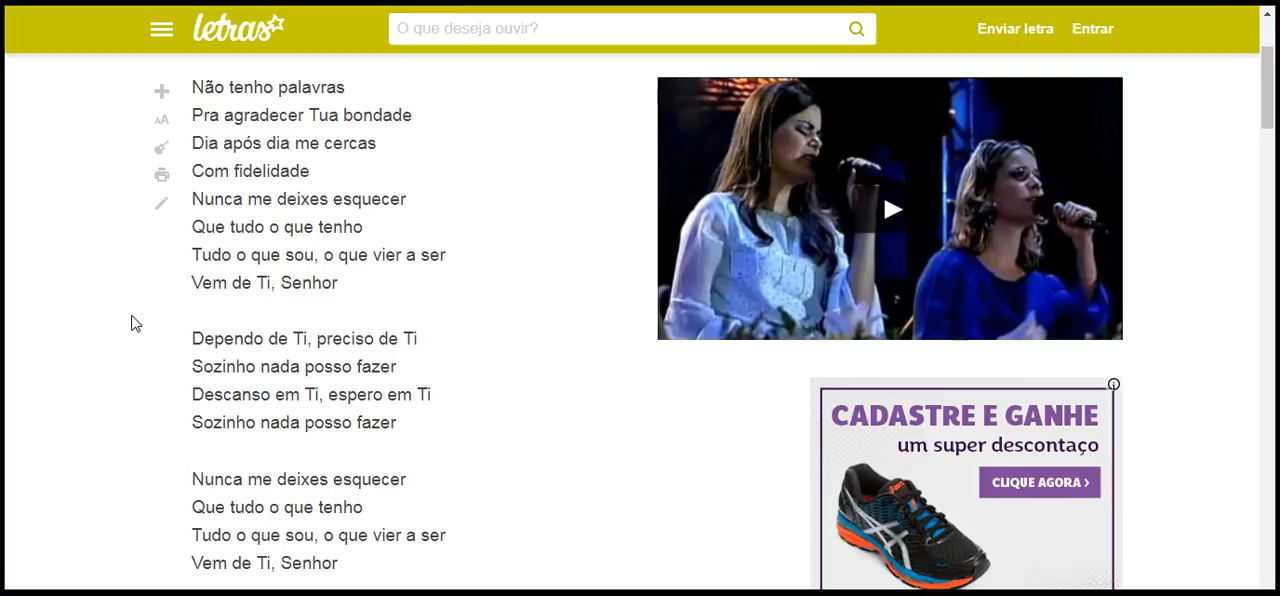 letras
O que deseja ouvir?
Enviar letra
Entrar
AA
Não tenho palavras
Pra agradecer Tua bondade
Dia após dia me cercas
Com fidelidade
Nunca me deixes esquecer
Que tudo o que tenho
Tudo o que sou, o que vier a ser
Vem de Ti, Senhor
Dependo de Ti, preciso de Ti
Sozinho nada posso fazer
Descanso em Ti, espero em Ti
Sozinho nada posso fazer
Nunca me deixes esquecer
Que tudo o que tenho
Tudo o que sou, o que vier a ser
Vem de Ti, Senhor
CADASTRE E GANHE
um super descontaço
CLIQUE AGORA ›